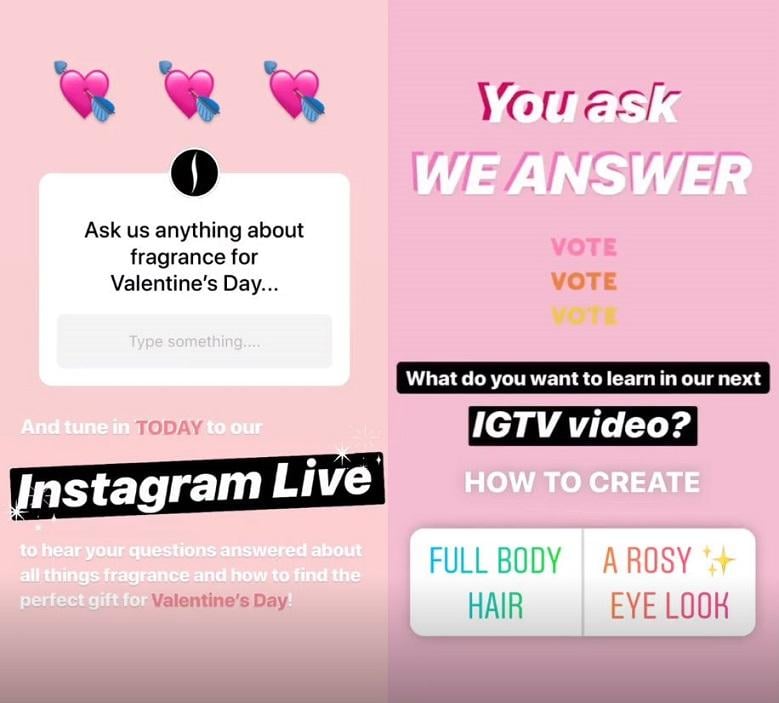 Ask us anything about
fragrance for
Valentine's Day...
Type something....
And tune in TODAY to our
Instagram Live
to hear your questions answered about
all things fragrance and how to find the
perfect gift for Valentine's Day!
You ask
WE ANSWER
VOTE
VOTE
VOTE
What do you want to learn in our next
IGTV video?
HOW TO CREATE
FULL BODY
HAIR
A ROSY ✨
EYE LOOK